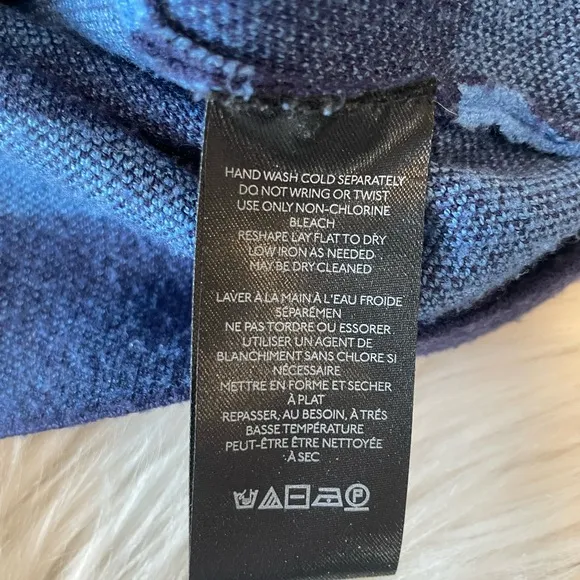 HAND WASH COLD SEPARATELY
DO NOT WRING OR TWIST
USE ONLY NON-CHLORINE
BLEACH
RESHAPE LAY FLAT TO DRY
LOW IRON AS NEEDED
MAY BE DRY CLEANED
LAVER À LA MAIN À L'EAU FROIDE
SÉPARÉMEN
NE PAS TORDRE OU ESSORER
UTILISER UN AGENT DE
BLANCHIMENT SANS CHLORE SI
NÉCESSAIRE
METTRE EN FORME ET SECHER
À PLAT
REPASSER, AU BESOIN, À TRÉS
BASSE TEMPÉRATURE
PEUT-ÊTRE ÊTRE NETTOYÉE
À SEC
P